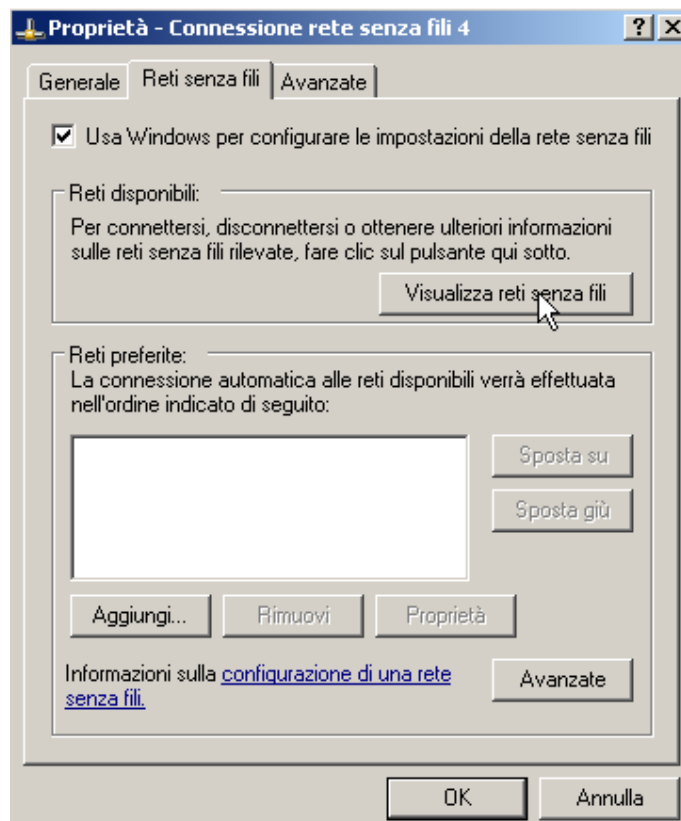 Proprietà - Connessione rete senza fili 4
Generale
Reti senza fili
Avanzate
Usa Windows per configurare le impostazioni della rete senza fili
Reti disponibili:
Per connettersi, disconnettersi o ottenere ulteriori informazioni
sulle reti senza fili rilevate, fare clic sul pulsante qui sotto.
Visualizza reti senza fili
Reti preferite:
La connessione automatica alle reti disponibili verrà effettuata
nell'ordine indicato di seguito:
Sposta su
Sposta giù
Aggiungi...
Rimuovi
Proprietà
Informazioni sulla configurazione di una rete
senza fili.
Avanzate
OK
Annulla